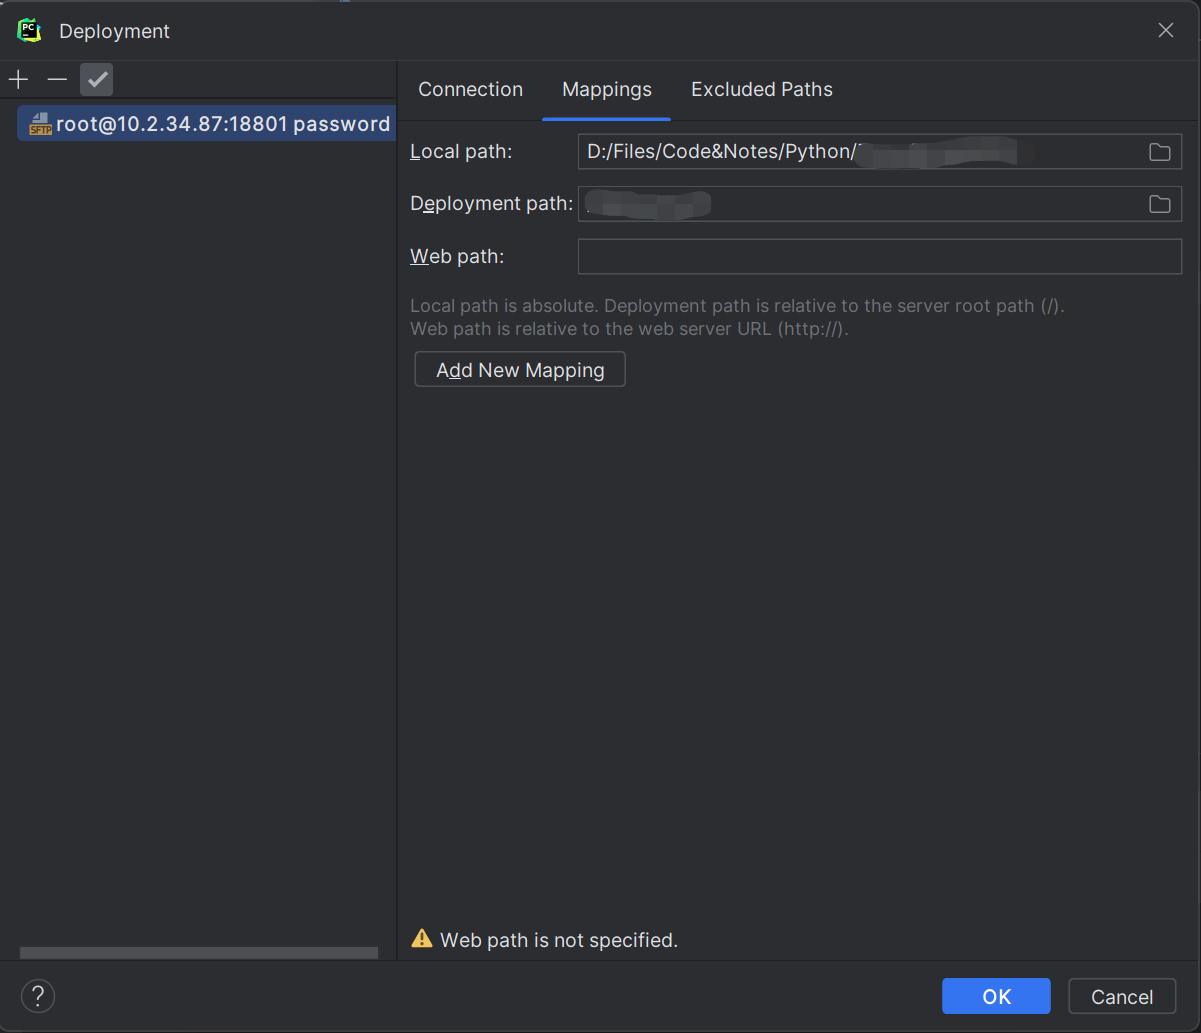 PC
Deployment
SFTP root@10.2.34.87:18801 password
Connection Mappings Excluded Paths
Local path: D:/Files/Code&Notes/Python/
Deployment path:
Web path:
Local path is absolute. Deployment path is relative to the server root path (/).
Web path is relative to the web server URL (http://).
Add New Mapping
Web path is not specified.
? OK Cancel